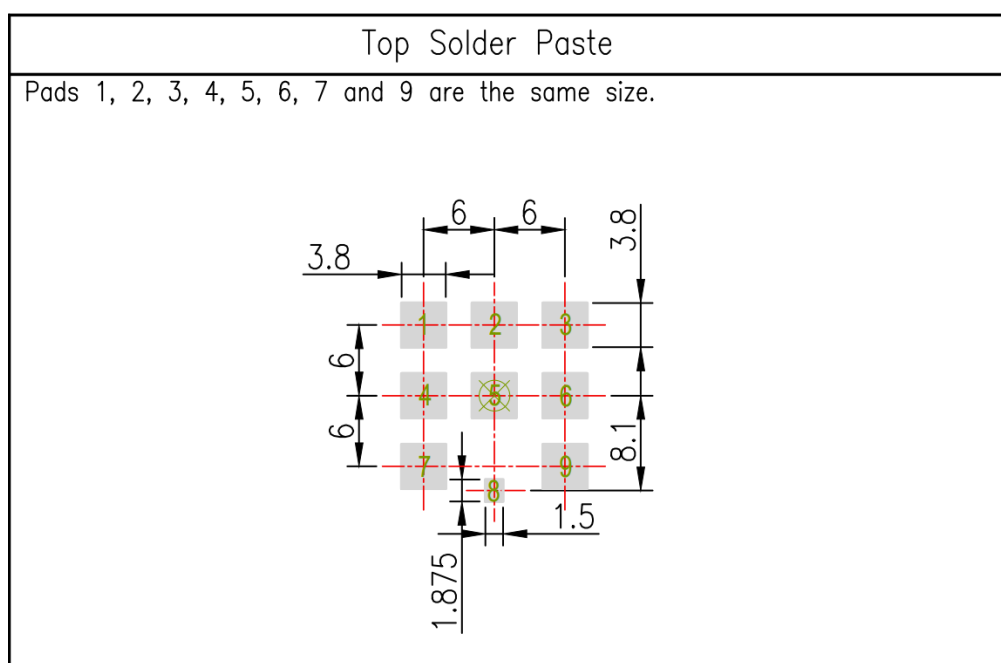 Top Solder Paste
Pads 1, 2, 3, 4, 5, 6, 7 and 9 are the same size.
6 6
3.8
3.8
1 2 3
6
4 5 6
6
8.1
7 9
8
1.5
1.875